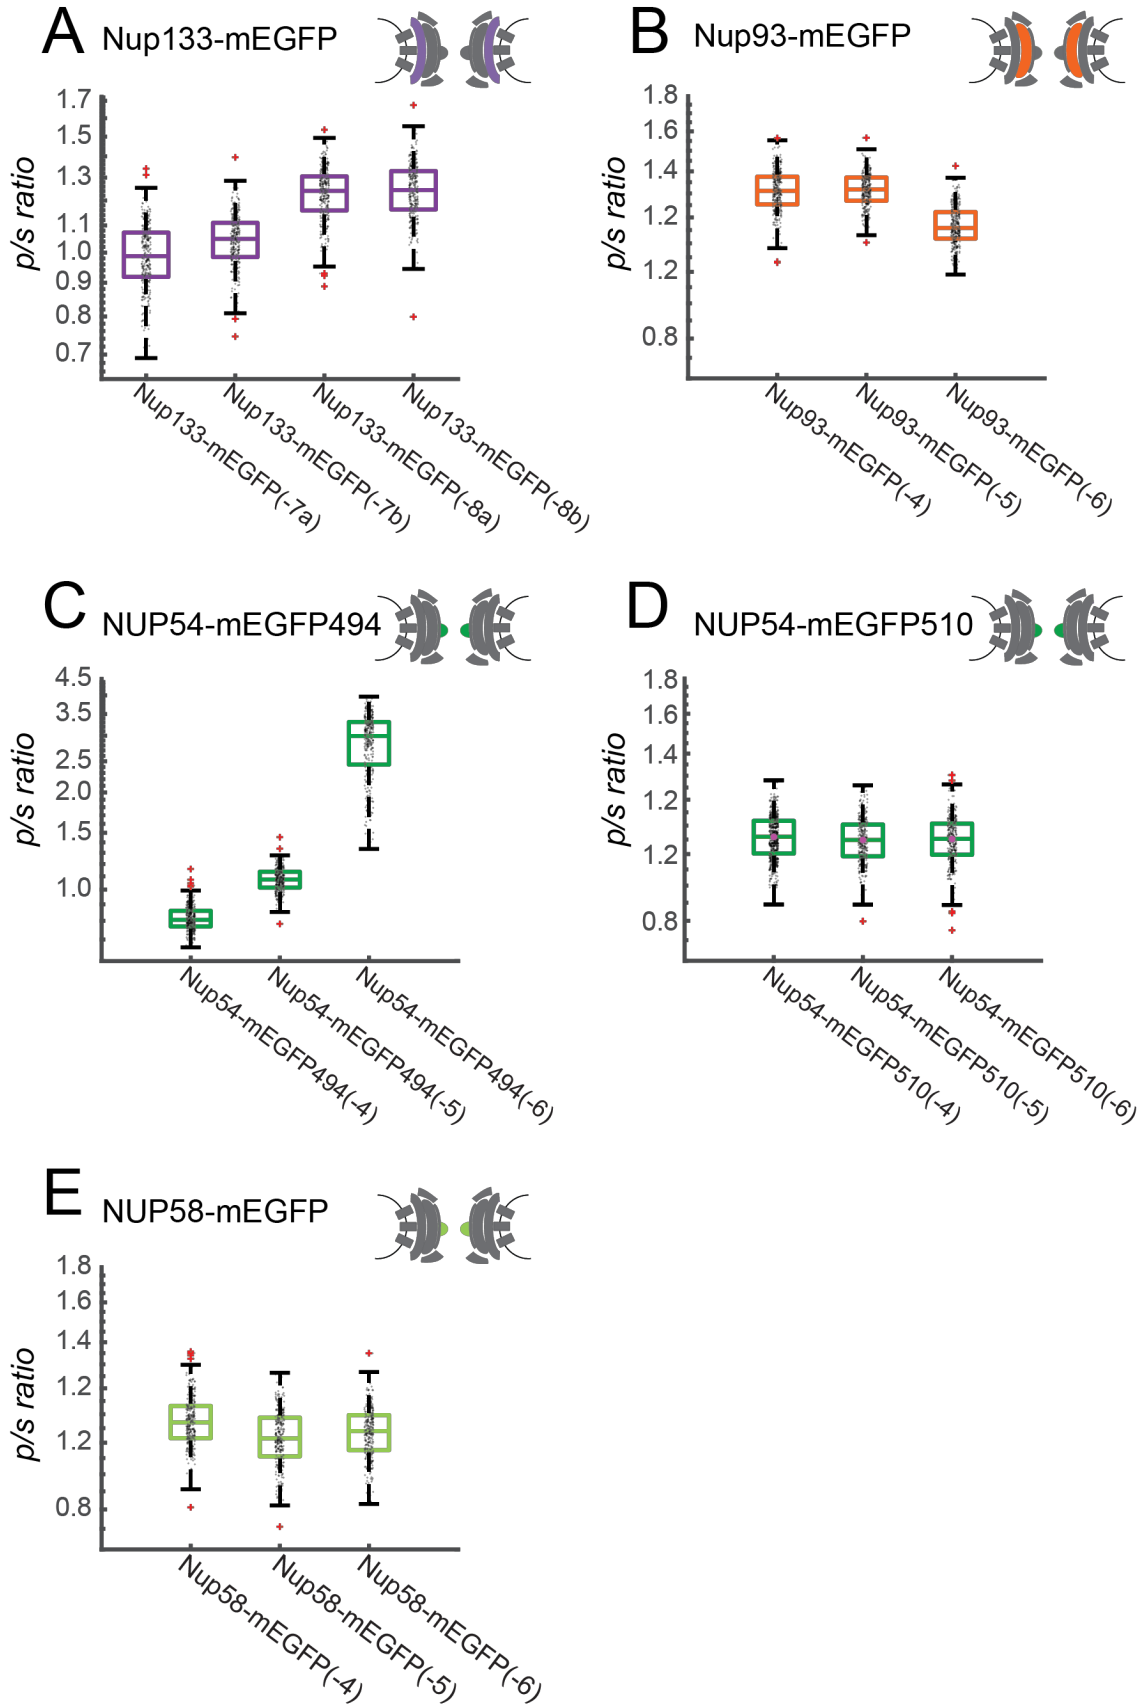 A Nup133-mEGFP
p/s ratio
1.7
1.5
1.3
1.1
1.0
0.9
0.8
0.7
Nup133-mEGFP(-7a)
Nup133-mEGFP(-7b)
Nup133-mEGFP(-8a)
Nup133-mEGFP(-8b)
B Nup93-mEGFP
p/s ratio
1.8
1.6
1.4
1.2
1.2
0.8
Nup93-mEGFP(-4)
Nup93-mEGFP(-5)
Nup93-mEGFP(-6)
C NUP54-mEGFP494
p/s ratio
4.5
3.5
2.5
2.0
1.5
1.0
Nup54-mEGFP494(-4)
Nup54-mEGFP494(-5)
Nup54-mEGFP494(-6)
D NUP54-mEGFP510
p/s ratio
1.8
1.6
1.4
1.2
1.2
0.8
Nup54-mEGFP510(-4)
Nup54-mEGFP510(-5)
Nup54-mEGFP510(-6)
E NUP58-mEGFP
p/s ratio
1.8
1.6
1.4
1.2
1.2
0.8
Nup58-mEGFP(-4)
Nup58-mEGFP(-5)
Nup58-mEGFP(-6)